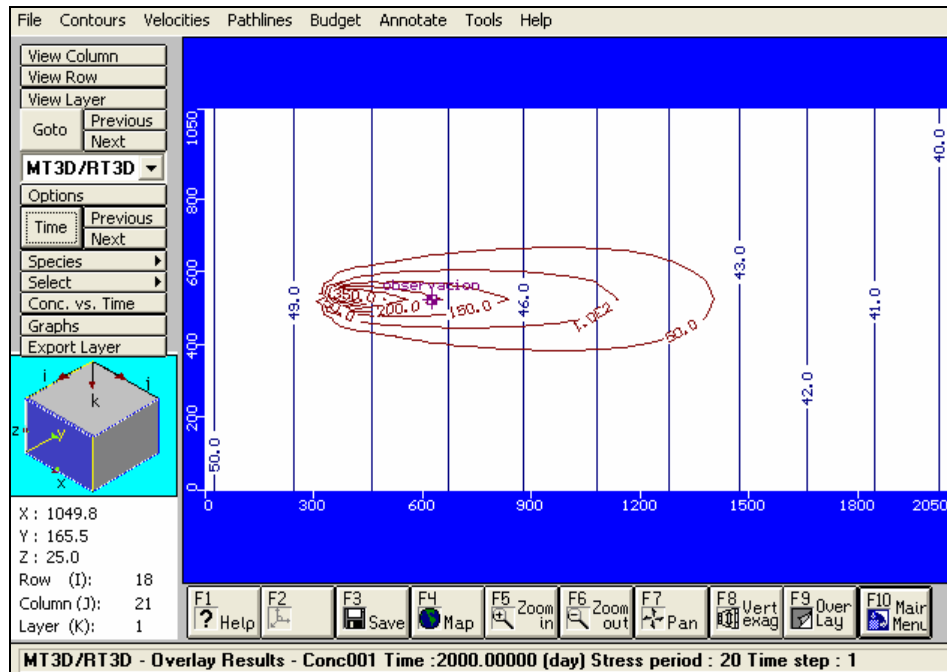 File Contours Velocities Pathlines Budget Annotate Tools Help
View Column
View Row
View Layer
Goto
Previous
Next
MT3D/RT3D
Options
Time
Previous
Next
Species
Select
Conc. vs. Time
Graphs
Export Layer
i
j
k
z
y
x
X : 1049.8
Y : 165.5
Z : 25.0
Row (I): 18
Column (J): 21
Layer (K): 1
1050
800
600
400
200
0
0 300 600 900 1200 1500 1800 2050
50.0
49.0
46.0
43.0
42.0
41.0
40.0
observation
200.0
150.0
1.0E2
50.0
F1 Help
F2
F3 Save
F4 Map
F5 Zoom in
F6 Zoom out
F7 Pan
F8 Vert exag
F9 Over Lay
F10 Main Menu
MT3D/RT3D - Overlay Results - Conc001 Time :2000.00000 (day) Stress period : 20 Time step : 1